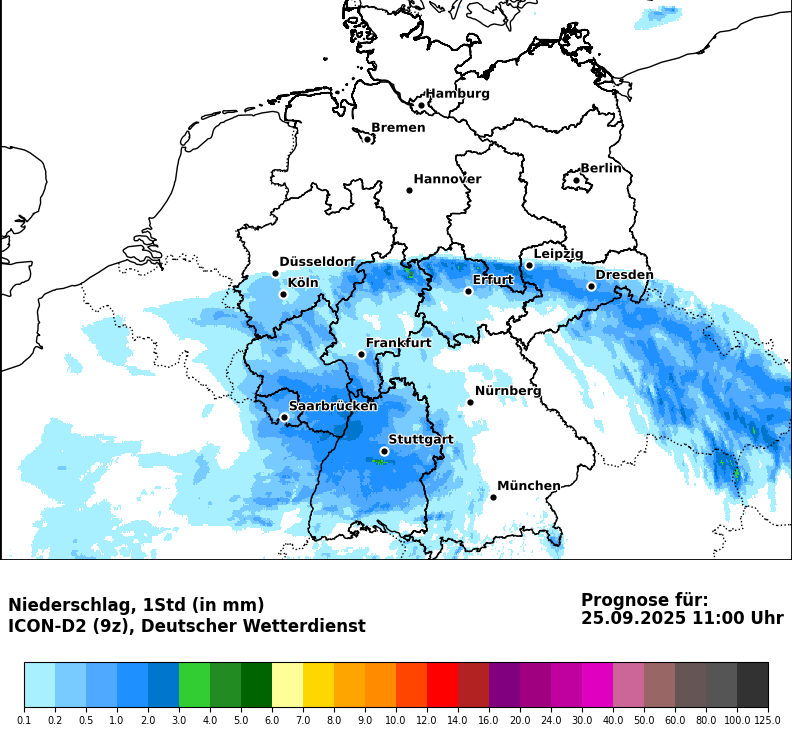 Hamburg
Bremen
Berlin
Hannover
Leipzig
Düsseldorf
Dresden
Köln
Erfurt
Frankfurt
Nürnberg
Saarbrücken
Stuttgart
München
Niederschlag, 1Std (in mm)
ICON-D2 (9z), Deutscher Wetterdienst
Prognose für:
25.09.2025 11:00 Uhr
0.1 0.2 0.5 1.0 2.0 3.0 4.0 5.0 6.0 7.0 8.0 9.0 10.0 12.0 14.0 16.0 20.0 24.0 30.0 40.0 50.0 60.0 80.0 100.0 125.0